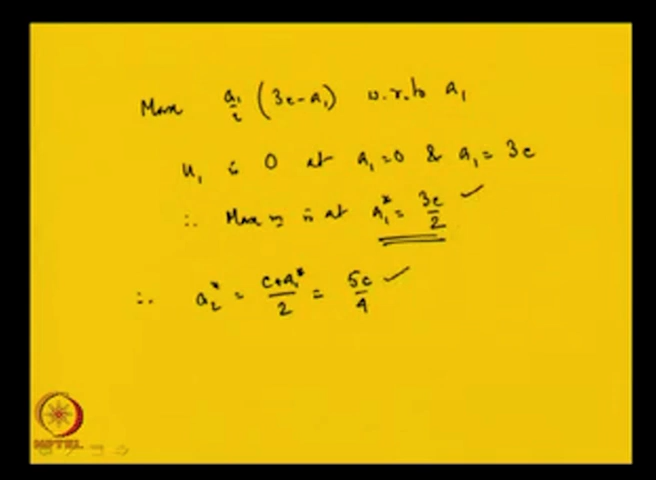 Max a₁/2 (3c-a₁) w.r.to a₁
u₁ is 0 at a₁=0 & a₁= 3c
∴ Max m is at a₁* = 3c/2 ✓
∴ a₂* = c+a₁*/2 = 5c/4 ✓
NPTEL